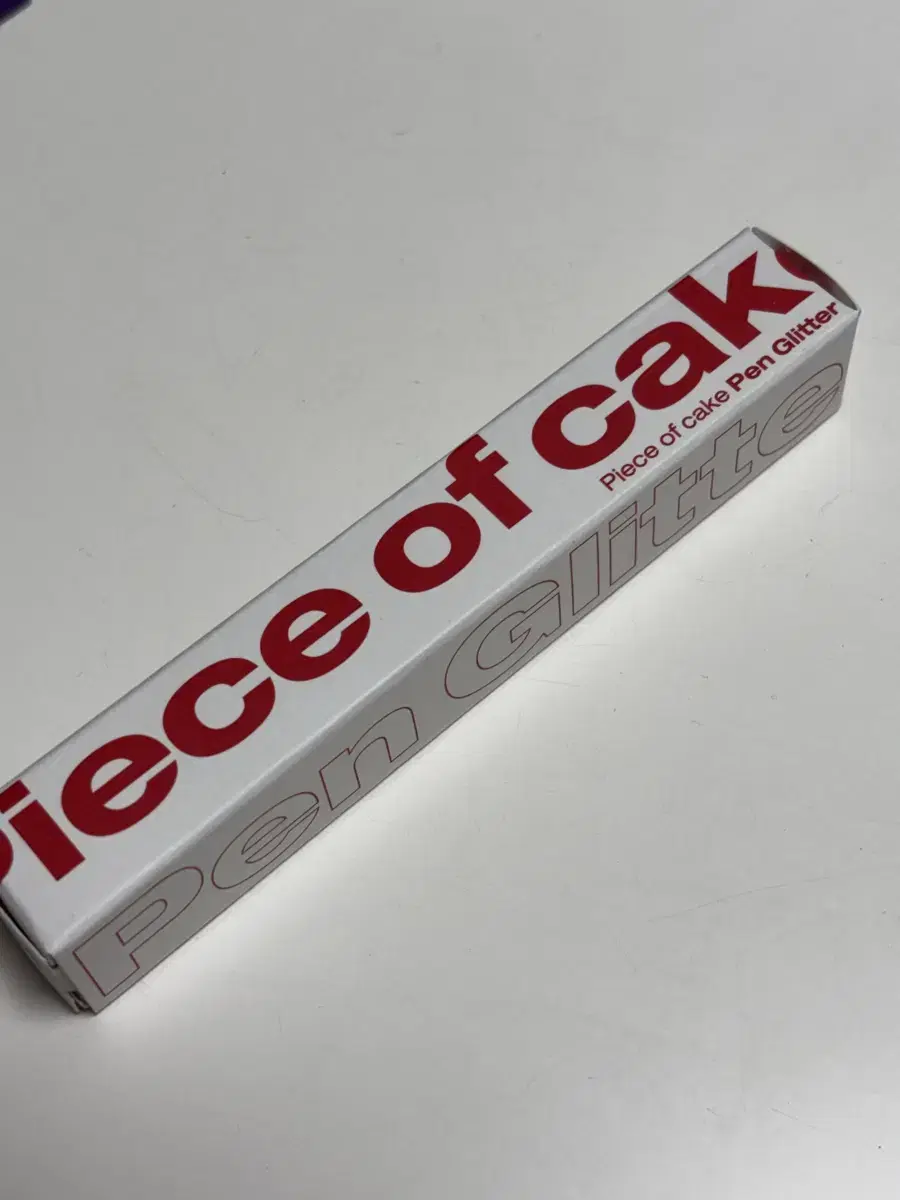 Piece of cake
Piece of cake Pen Glitter
Pen Glitte